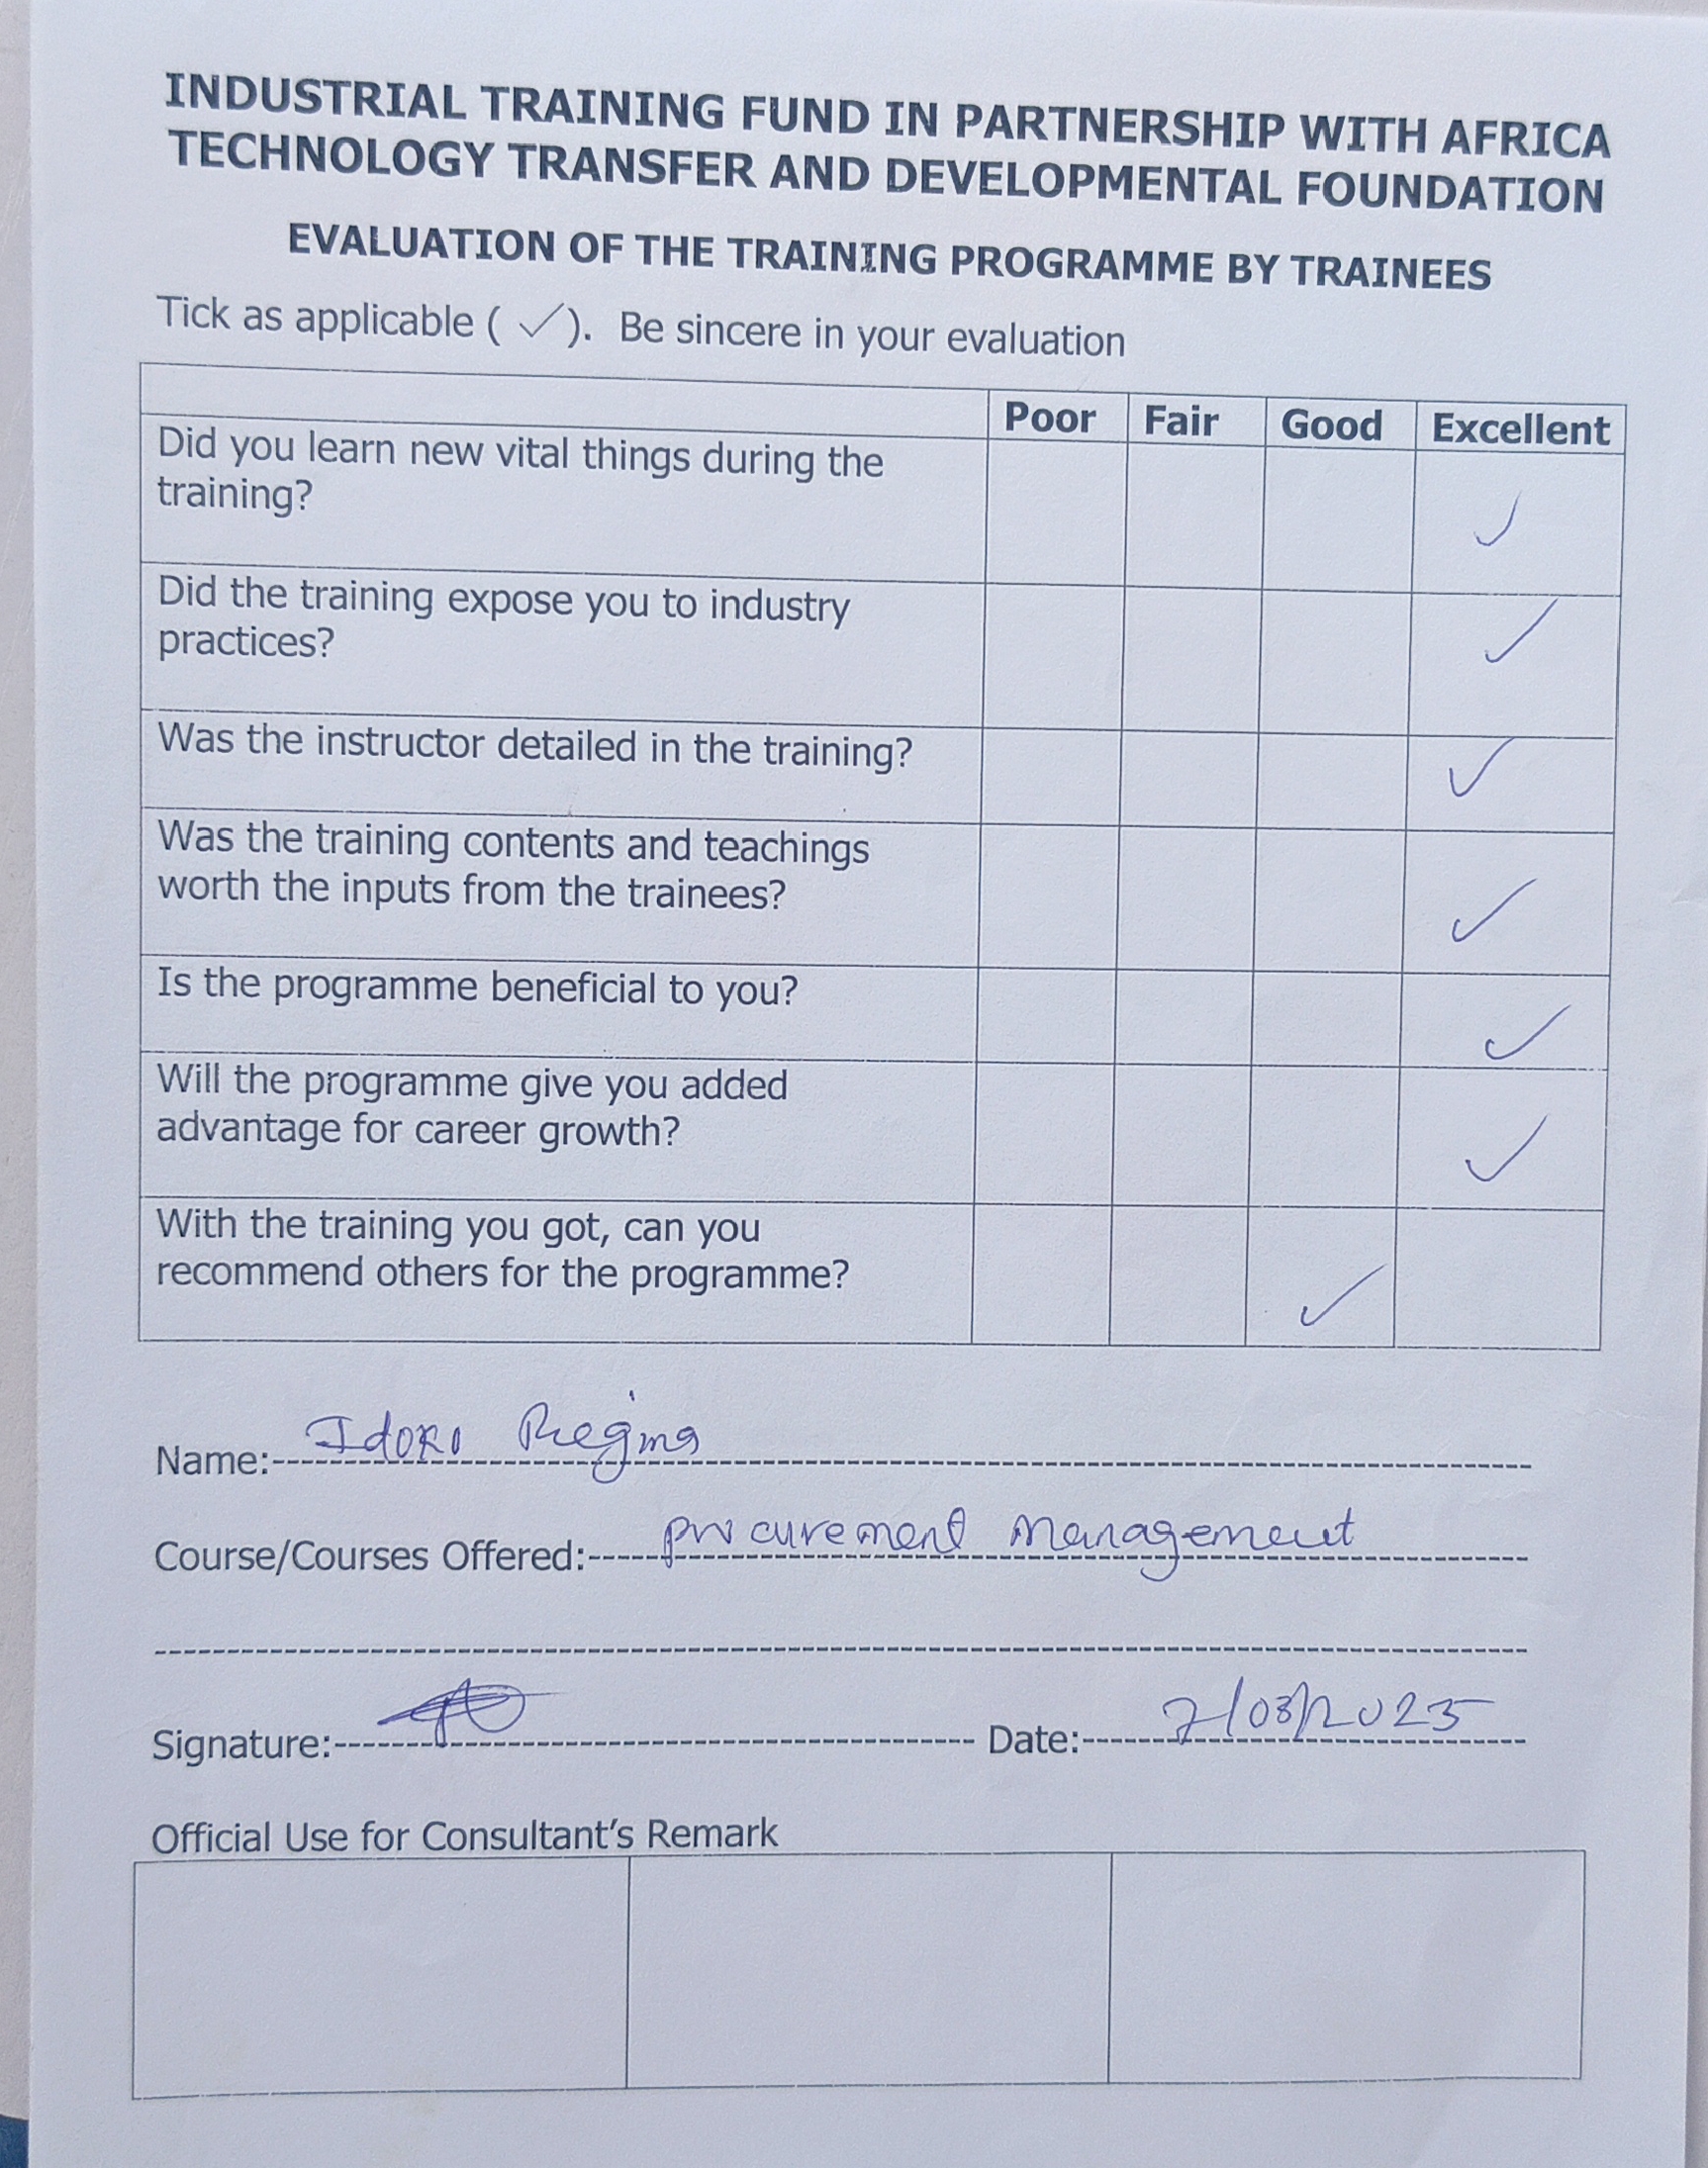 INDUSTRIAL TRAINING FUND IN PARTNERSHIP WITH AFRICA
TECHNOLOGY TRANSFER AND DEVELOPMENTAL FOUNDATION
EVALUATION OF THE TRAINING PROGRAMME BY TRAINEES
Tick as applicable ( ✓). Be sincere in your evaluation
Poor Fair Good Excellent
Did you learn new vital things during the
training?
✓
Did the training expose you to industry
practices?
✓
Was the instructor detailed in the training? ✓
Was the training contents and teachings
worth the inputs from the trainees?
✓
Is the programme beneficial to you? ✓
Will the programme give you added
advantage for career growth?
✓
With the training you got, can you
recommend others for the programme?
✓
Name: Idoko Regina
Course/Courses Offered: procurement management
Signature: Date: 7/03/2025
Official Use for Consultant's Remark